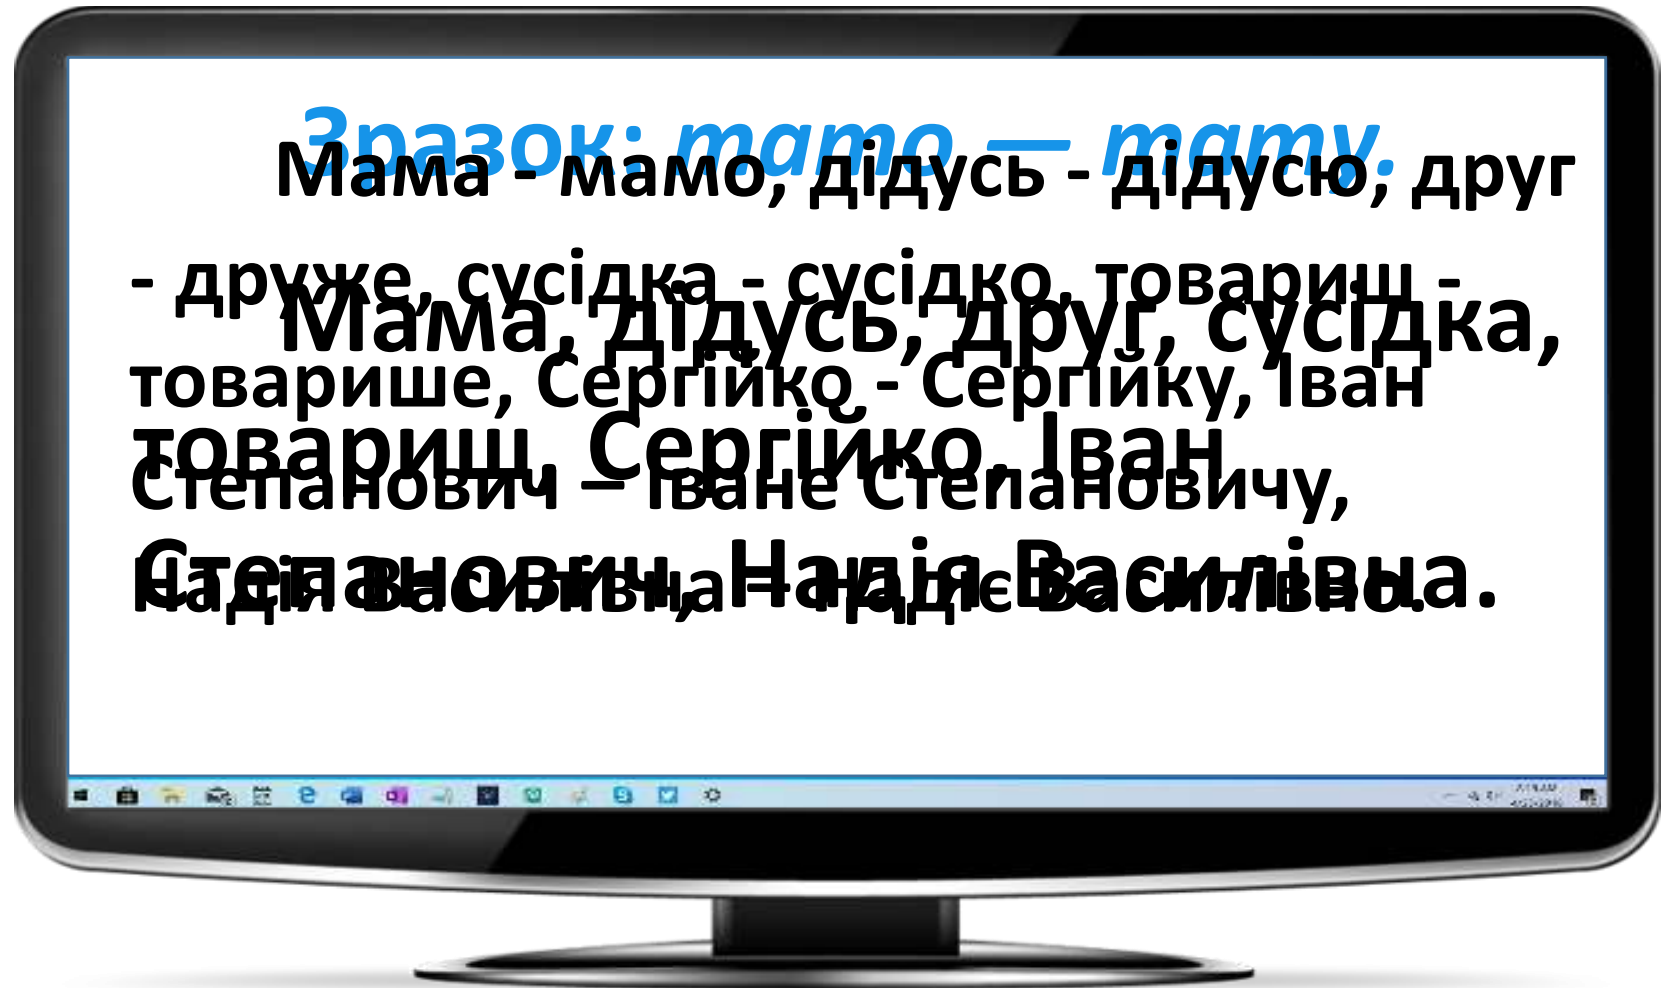 Зразок: тато — тату.
Мама - мамо, дідусь - дідусю, друг
- друже, сусідка - сусідко, товариш -
товарише, Сергійко - Сергійку, Іван
Степанович – Іване Степановичу,
Надія Василівна – Надіє Василівно.
Мама, дідусь, друг, сусідка,
товариш, Сергійко, Іван
Степанович, Надія Василівна.